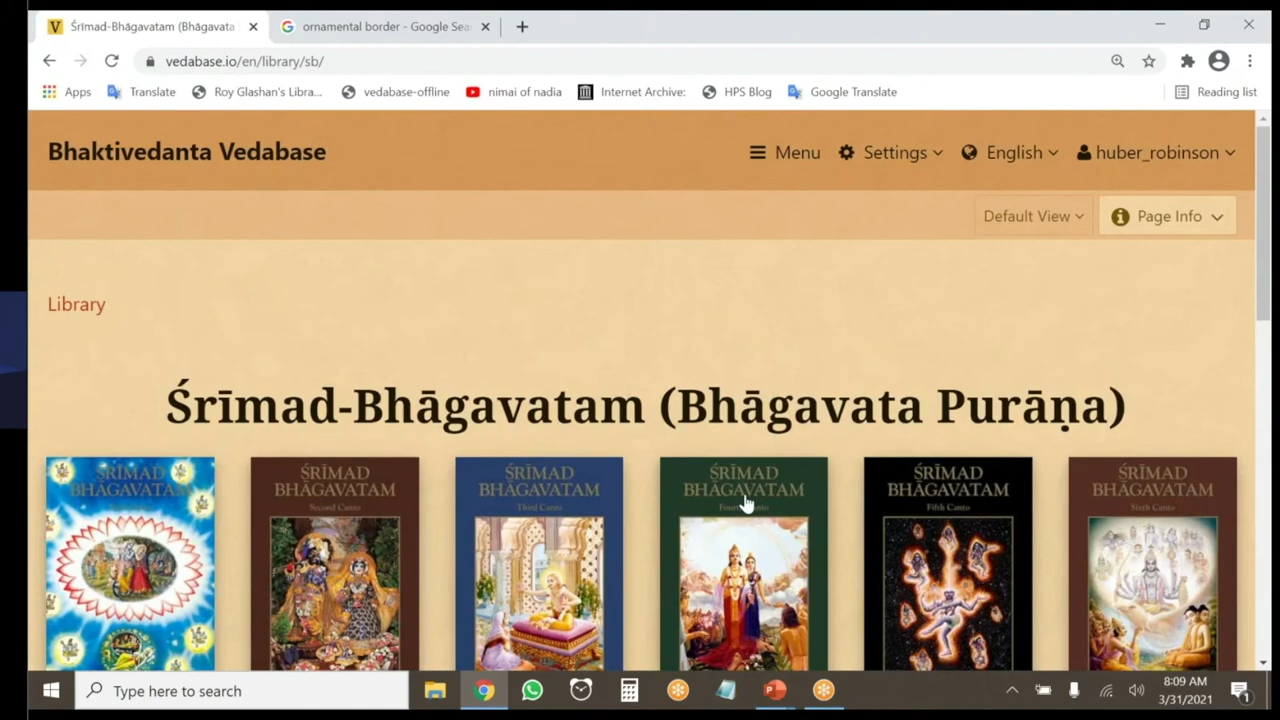 Śrīmad-Bhāgavatam (Bhāgavata
ornamental border - Google Sea
vedabase.io/en/library/sb/
Apps
Translate
Roy Glashan's Libra...
vedabase-offline
nimai of nadia
Internet Archive:
HPS Blog
Google Translate
Reading list
Bhaktivedanta Vedabase
Menu
Settings
English
huber_robinson
Default View
Page Info
Library
Śrīmad-Bhāgavatam (Bhāgavata Purāṇa)
ŚRĪMAD
BHĀGAVATAM
ŚRĪMAD
BHĀGAVATAM
Second Canto
ŚRĪMAD
BHĀGAVATAM
Third Canto
ŚRĪMAD
BHĀGAVATAM
ŚRĪMAD
BHĀGAVATAM
Fifth Canto
ŚRĪMAD
BHĀGAVATAM
Sixth Canto
Type here to search
8:09 AM
3/31/2021
1